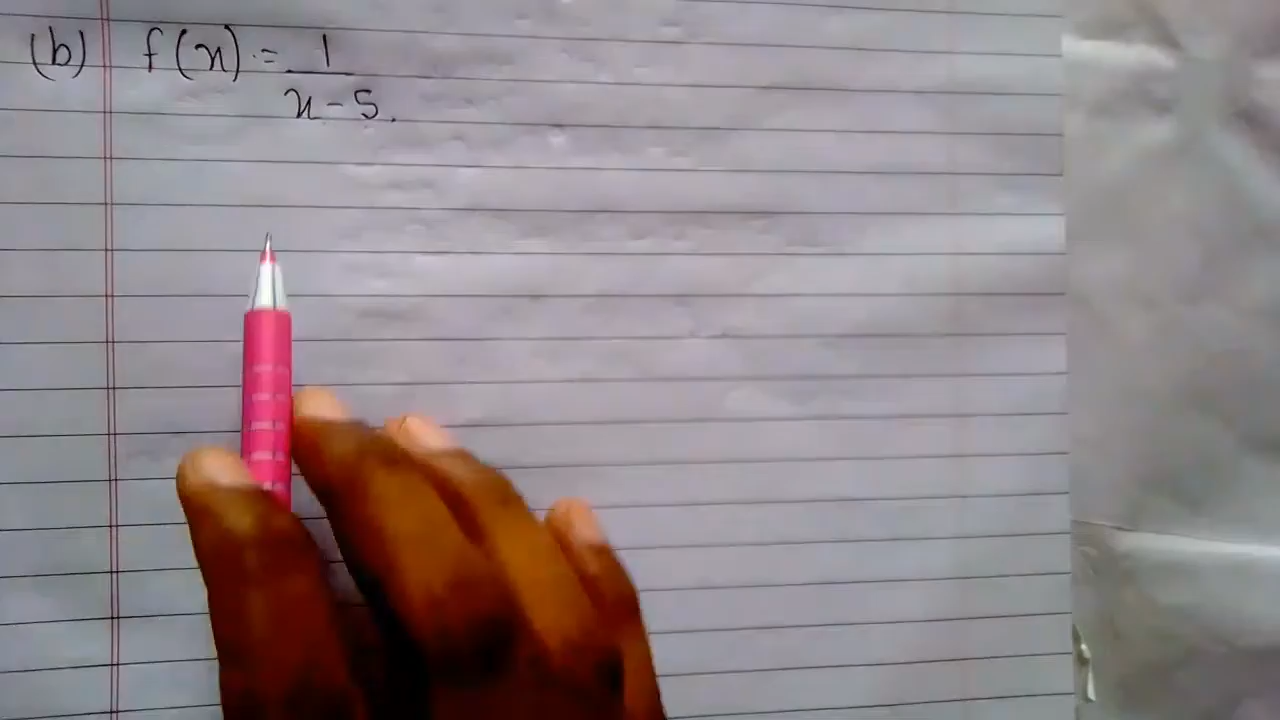 (b) f(x) = 1
x - 5.